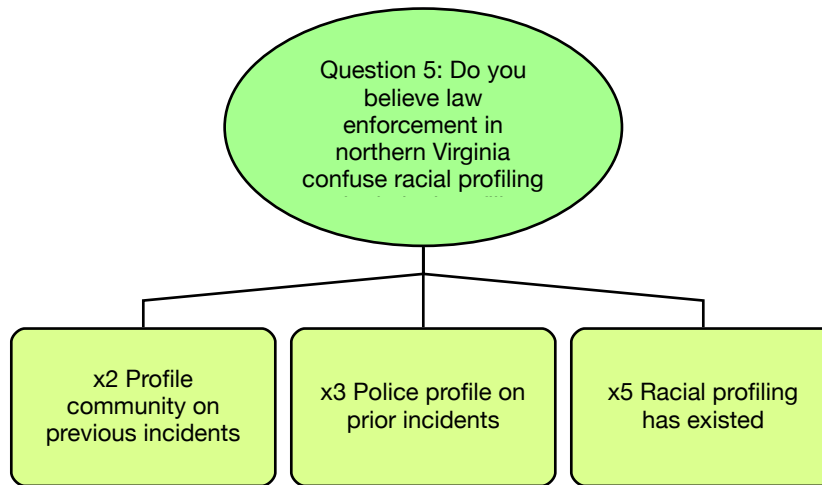 Question 5: Do you
believe law
enforcement in
northern Virginia
confuse racial profiling
x2 Profile
community on
previous incidents
x3 Police profile on
prior incidents
x5 Racial profiling
has existed